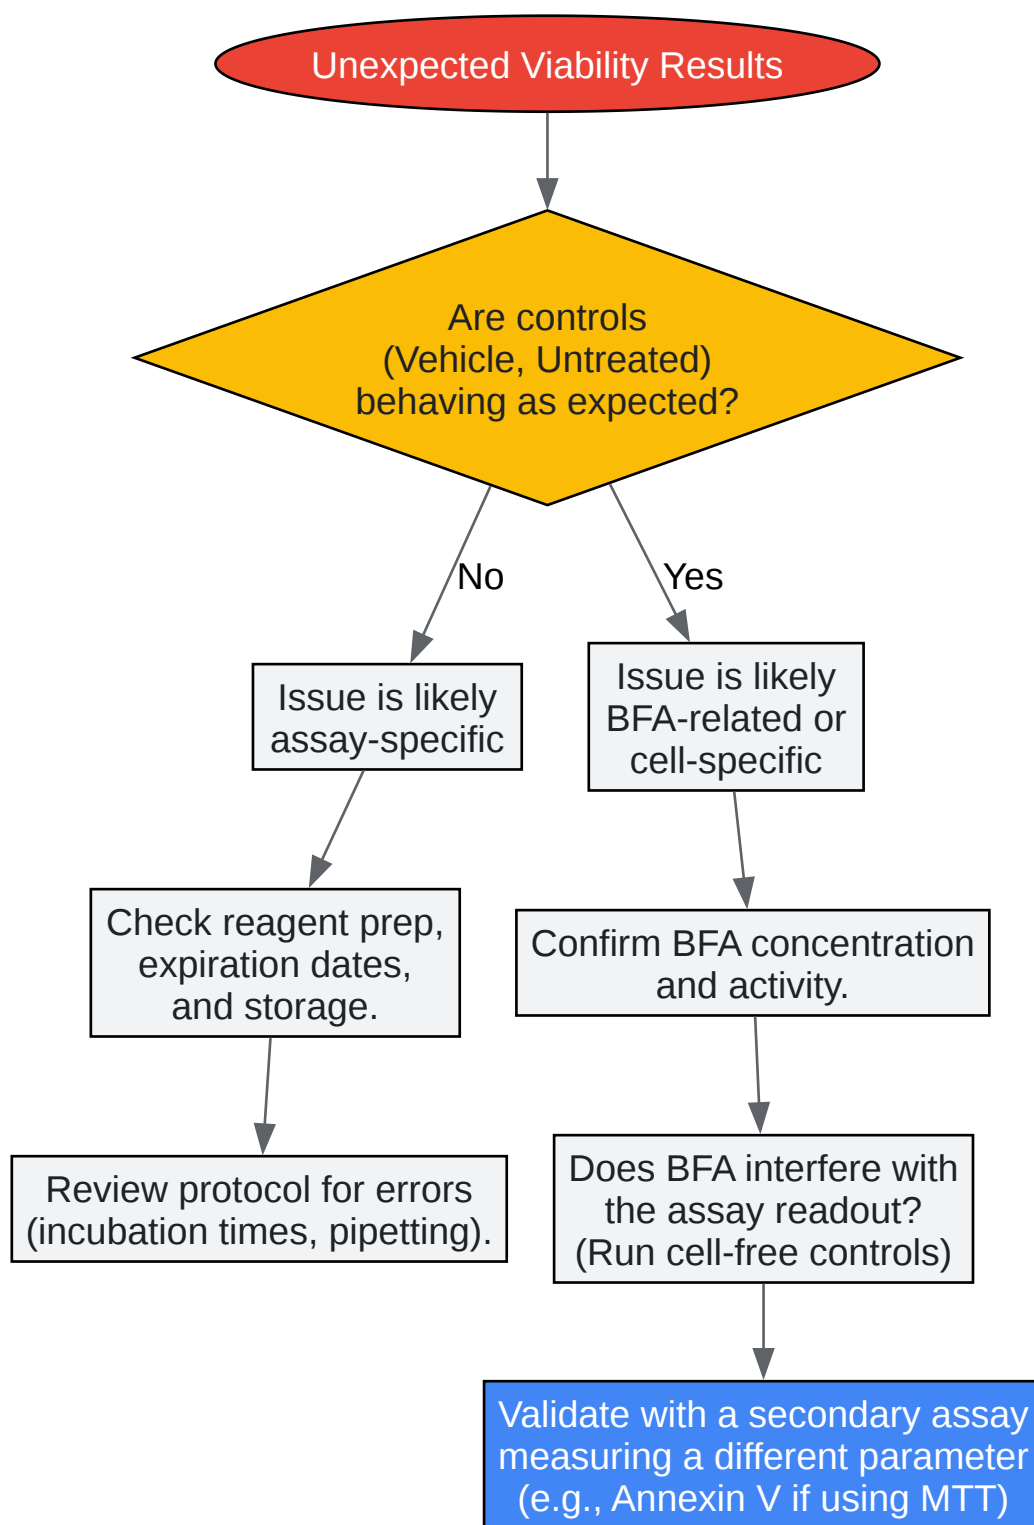 Unexpected Viability Results
Are controls
(Vehicle, Untreated)
behaving as expected?
No
Yes
Issue is likely
assay-specific
Issue is likely
BFA-related or
cell-specific
Check reagent prep,
expiration dates,
and storage.
Confirm BFA concentration
and activity.
Review protocol for errors
(incubation times, pipetting).
Does BFA interfere with
the assay readout?
(Run cell-free controls)
Validate with a secondary assay
measuring a different parameter
(e.g., Annexin V if using MTT)